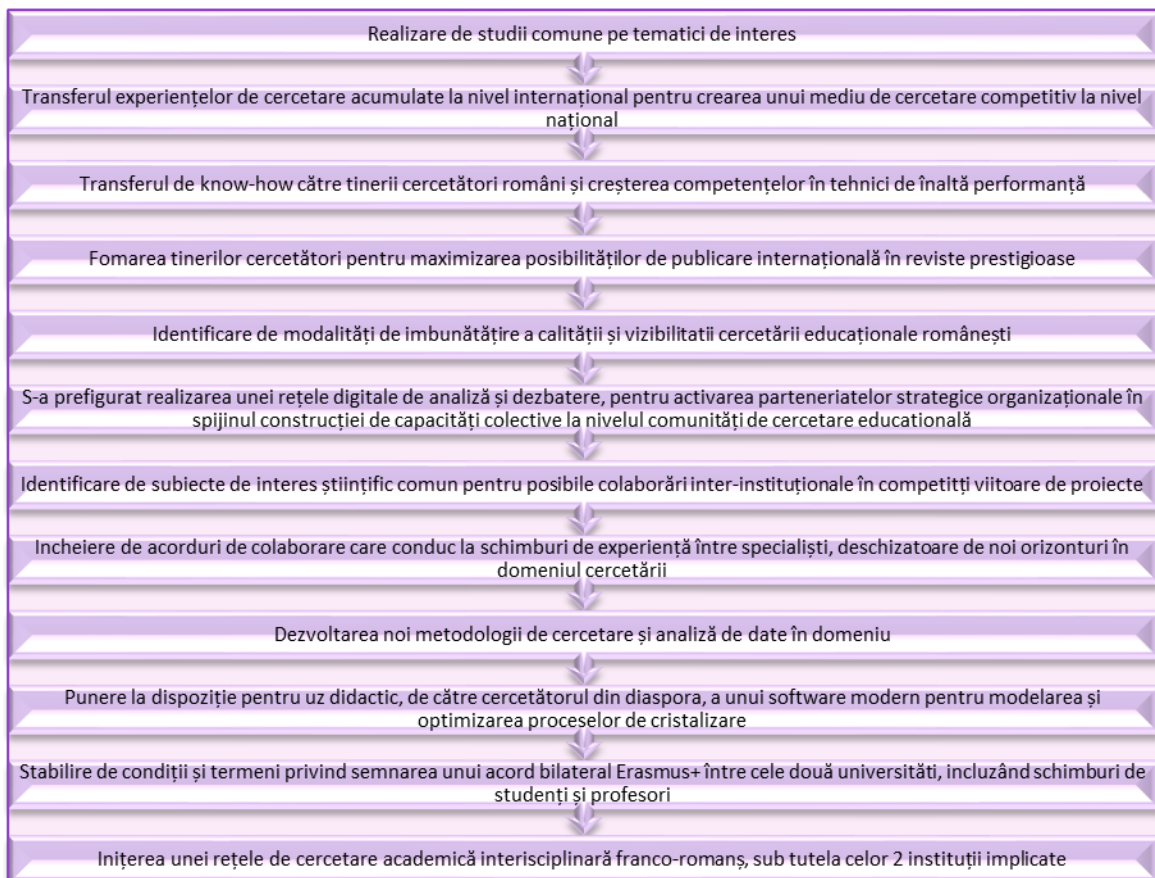 Realizare de studii comune pe tematici de interes
Transferul experiențelor de cercetare acumulate la nivel internațional pentru crearea unui mediu de cercetare competitiv la nivel
național
Transferul de know-how către tinerii cercetători români și creșterea competențelor în tehnici de înaltă performanță
Fomarea tinerilor cercetători pentru maximizarea posibilităților de publicare internațională în reviste prestigioase
Identificare de modalități de imbunătățire a calității și vizibilitatii cercetării educaționale românești
S-a prefigurat realizarea unei rețele digitale de analiză și dezbatere, pentru activarea parteneriatelor strategice organizaționale în
spijinul construcției de capacități colective la nivelul comunități de cercetare educatională
Identificare de subiecte de interes științific comun pentru posibile colaborări inter-instituționale în competitți viitoare de proiecte
Incheiere de acorduri de colaborare care conduc la schimburi de experiență între specialiști, deschizatoare de noi orizonturi în
domeniul cercetării
Dezvoltarea noi metodologii de cercetare și analiză de date în domeniu
Punere la dispoziție pentru uz didactic, de către cercetătorul din diaspora, a unui software modern pentru modelarea și
optimizarea proceselor de cristalizare
Stabilire de condiții și termeni privind semnarea unui acord bilateral Erasmus+ între cele două universităti, incluzând schimburi de
studenți și profesori
Inițerea unei rețele de cercetare academică interisciplinară franco-romanș, sub tutela celor 2 instituții implicate